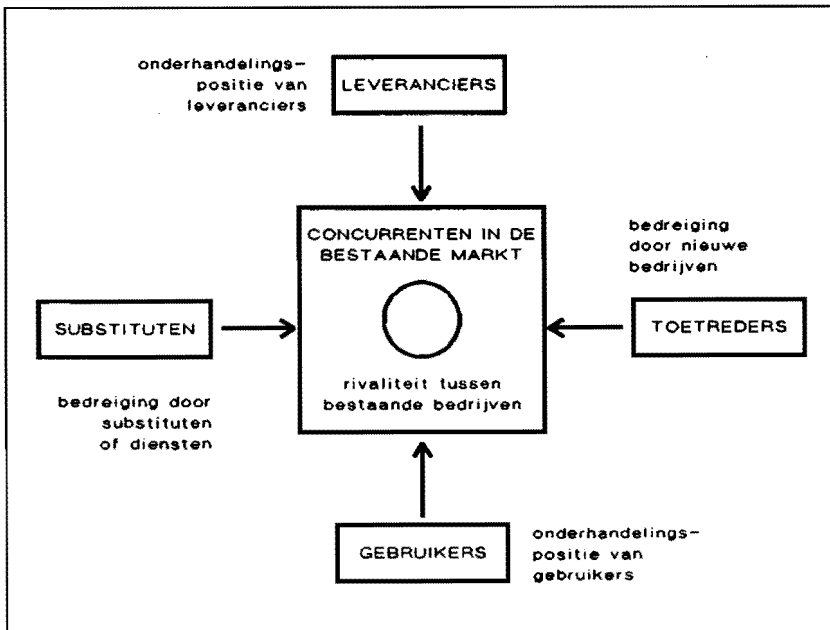 onderhandelings-
positie van
leveranciers
LEVERANCIERS
CONCURRENTEN IN DE
BESTAANDE MARKT
rivaliteit tussen
bestaande bedrijven
bedreiging
door nieuwe
bedrijven
TOETREDERS
SUBSTITUTEN
bedreiging door
substituten
of diensten
GEBRUIKERS
onderhandelings-
positie van
gebruikers